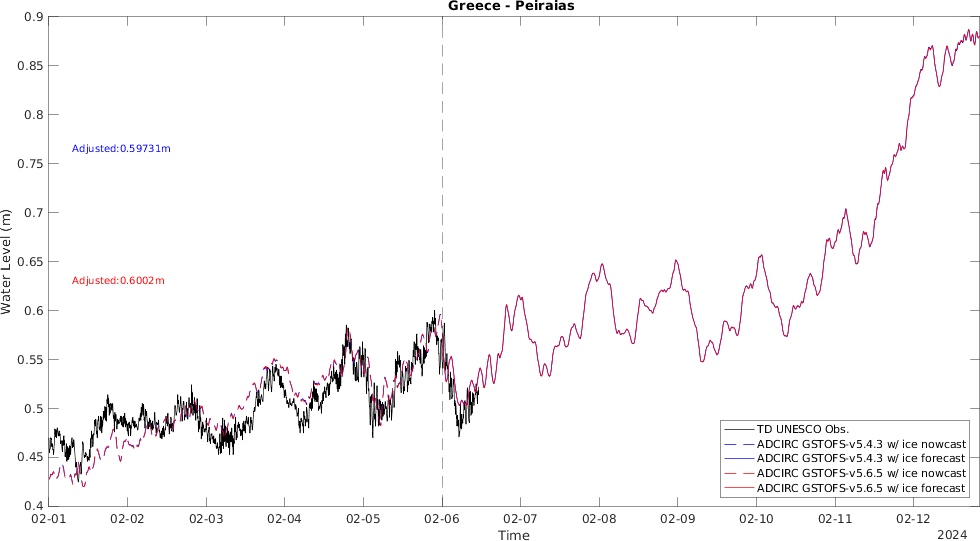 Greece - Peiraias
0.9
0.85
0.8
0.75
0.7
0.65
0.6
0.55
0.5
0.45
0.4
Water Level (m)
Adjusted:0.59731m
Adjusted:0.6002m
TD UNESCO Obs.
ADCIRC GSTOFS-v5.4.3 w/ ice nowcast
ADCIRC GSTOFS-v5.4.3 w/ ice forecast
ADCIRC GSTOFS-v5.6.5 w/ ice nowcast
ADCIRC GSTOFS-v5.6.5 w/ ice forecast
02-01 02-02 02-03 02-04 02-05 02-06 02-07 02-08 02-09 02-10 02-11 02-12
Time
2024